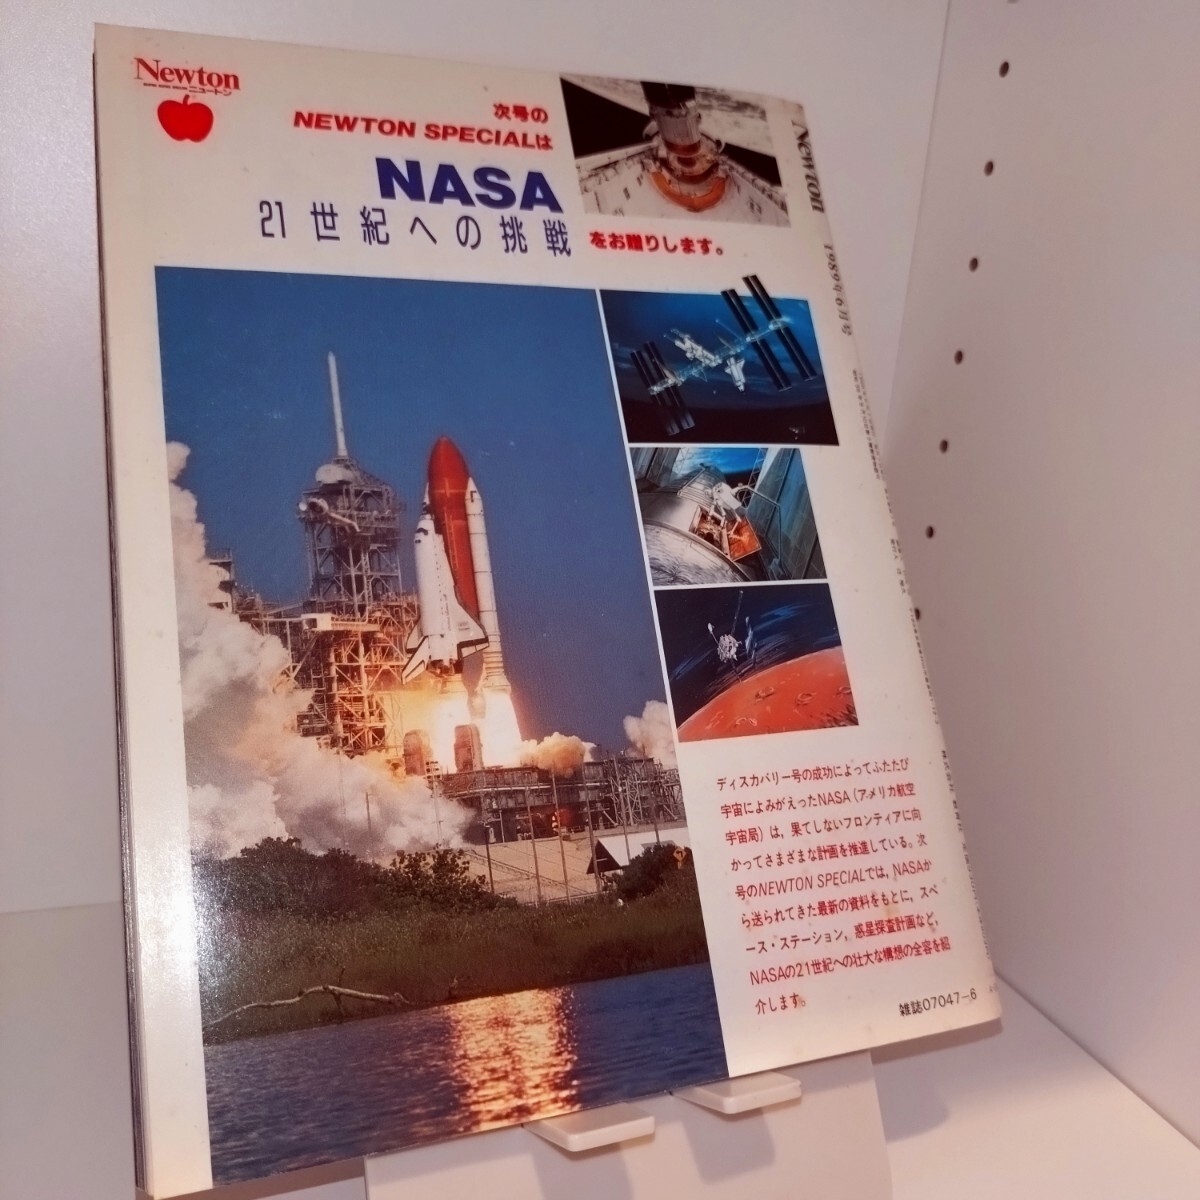 Newton
ニュートン
次号の
NEWTON SPECIALは
NASA
21世紀への挑戦
をお贈りします。
ディスカバリー号の成功によってふたたび
宇宙によみがえったNASA(アメリカ航空
宇宙局)は，果てしないフロンティアに向
かってさまざまな計画を推進している。次
号のNEWTON SPECIALでは，NASAか
ら送られてきた最新の資料をもとに，スペ
ース・ステーション，惑星探査計画など，
NASAの21世紀への壮大な構想の全容を紹
介します。
雑誌07047-6
Newton
1989年6月号